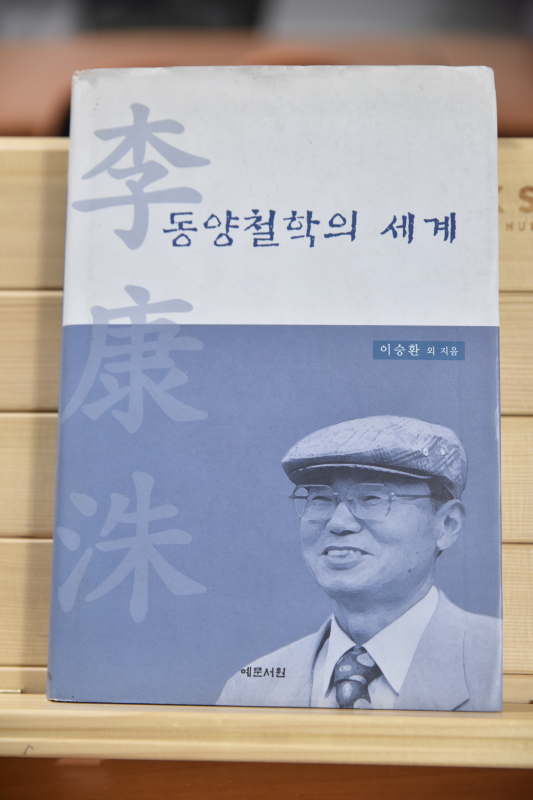 李康洙
동양철학의 세계
이승환 외 지음
예문서원